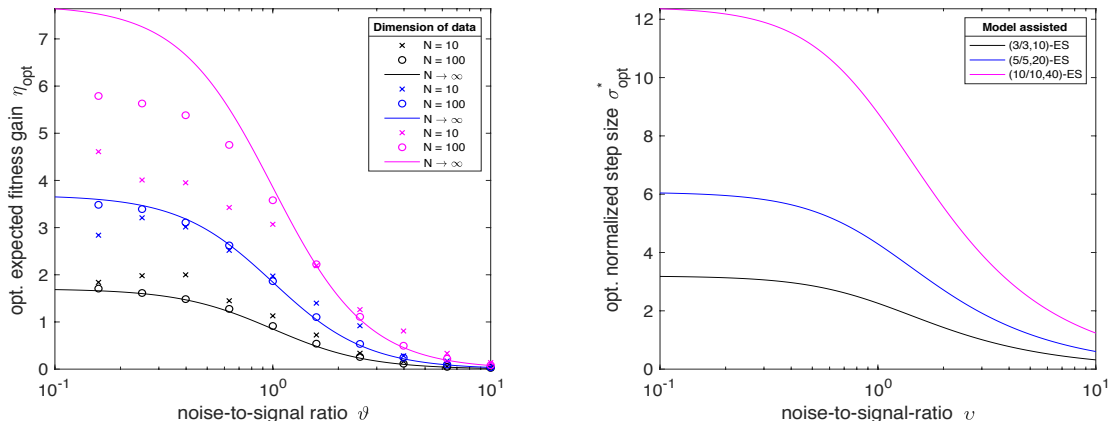 opt. expected fitness gain η_opt
7
6
5
4
3
2
1
0
10^-1
10^0
10^1
noise-to-signal ratio ϑ
Dimension of data
N = 10
N = 100
N → ∞
N = 10
N = 100
N → ∞
N = 10
N = 100
N → ∞
opt. normalized step size σ*_opt
12
10
8
6
4
2
0
10^-1
10^0
10^1
noise-to-signal-ratio υ
Model assisted
(3/3,10)-ES
(5/5,20)-ES
(10/10,40)-ES